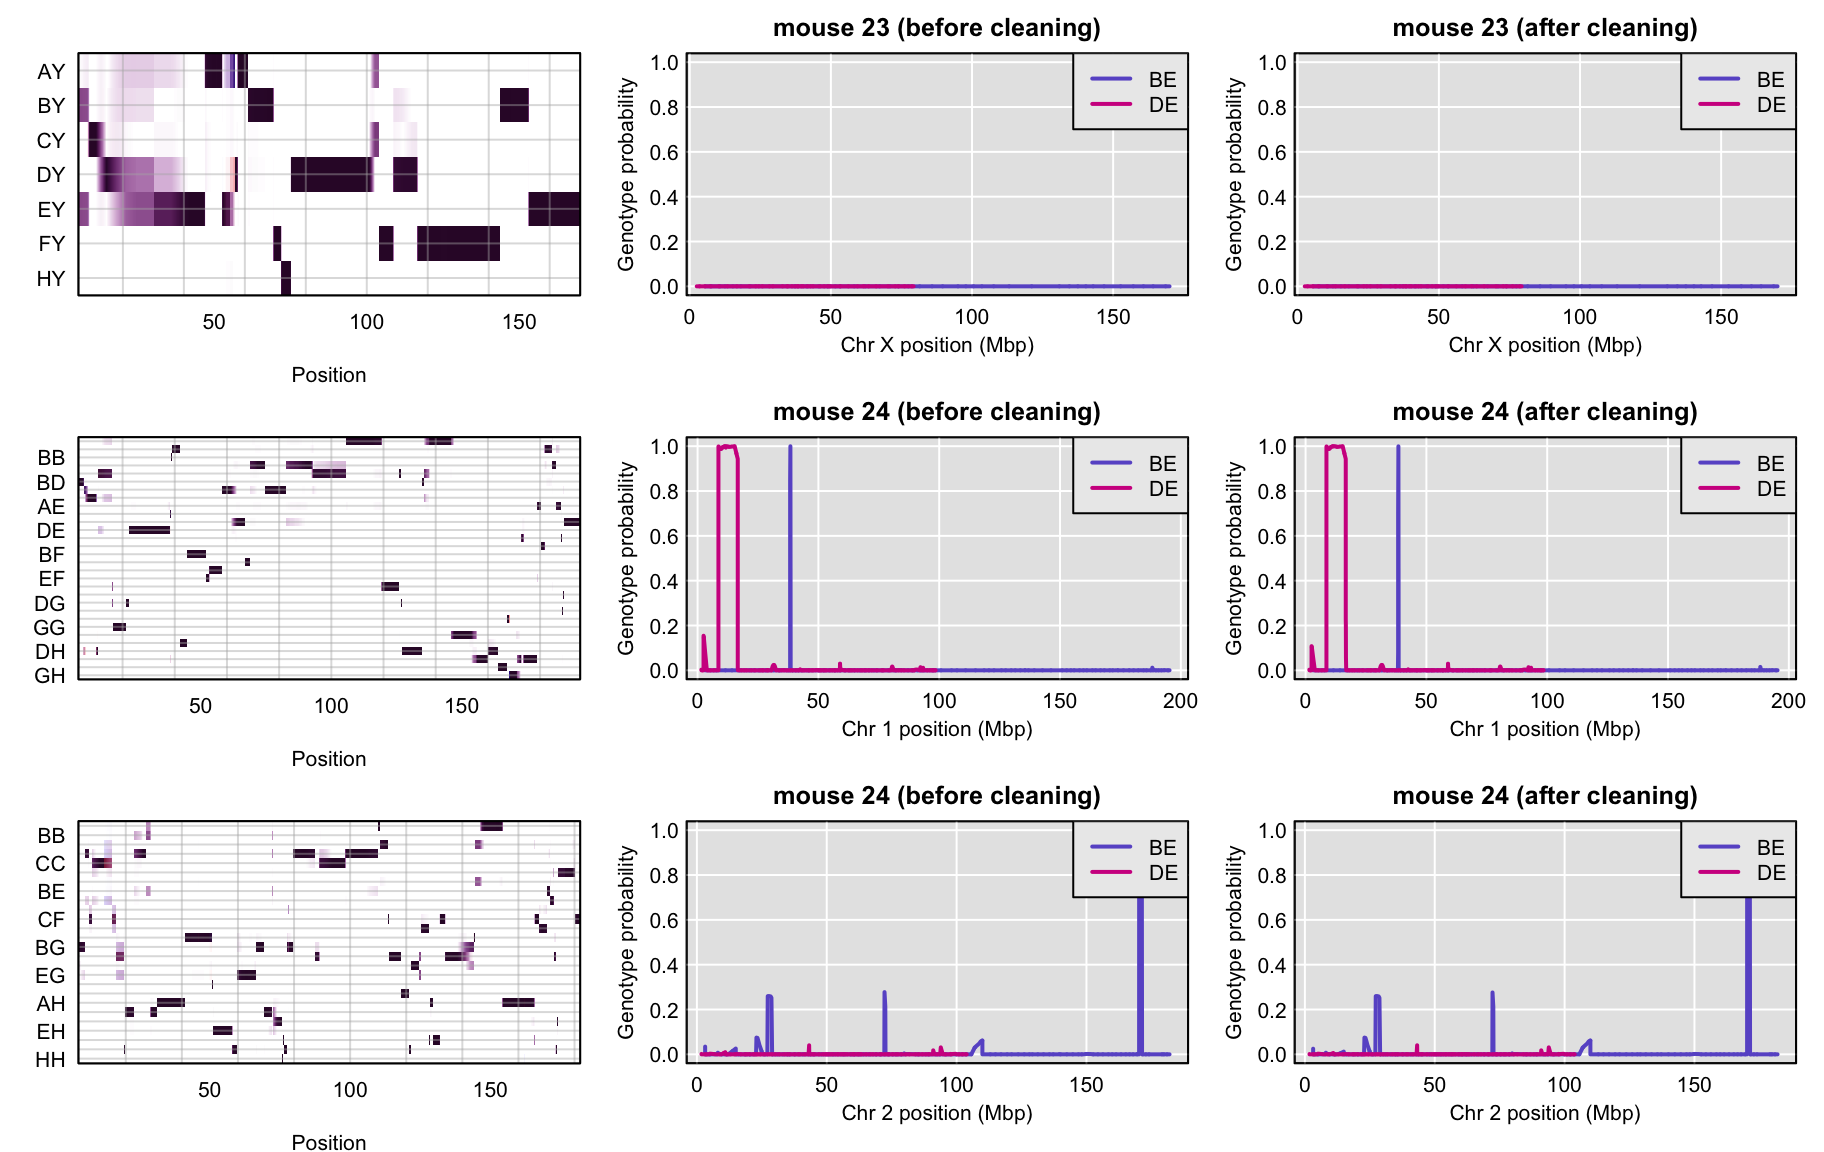 AY
BY
CY
DY
EY
FY
HY
50 100 150
Position
mouse 23 (before cleaning)
Genotype probability
1.0
0.8
0.6
0.4
0.2
0.0
BE
DE
0 50 100 150
Chr X position (Mbp)
mouse 23 (after cleaning)
Genotype probability
1.0
0.8
0.6
0.4
0.2
0.0
BE
DE
0 50 100 150
Chr X position (Mbp)
BB
BD
AE
DE
BF
EF
DG
GG
DH
GH
50 100 150
Position
mouse 24 (before cleaning)
Genotype probability
1.0
0.8
0.6
0.4
0.2
0.0
BE
DE
0 50 100 150 200
Chr 1 position (Mbp)
mouse 24 (after cleaning)
Genotype probability
1.0
0.8
0.6
0.4
0.2
0.0
BE
DE
0 50 100 150 200
Chr 1 position (Mbp)
BB
CC
BE
CF
BG
EG
AH
EH
HH
50 100 150
Position
mouse 24 (before cleaning)
Genotype probability
1.0
0.8
0.6
0.4
0.2
0.0
BE
DE
0 50 100 150
Chr 2 position (Mbp)
mouse 24 (after cleaning)
Genotype probability
1.0
0.8
0.6
0.4
0.2
0.0
BE
DE
0 50 100 150
Chr 2 position (Mbp)